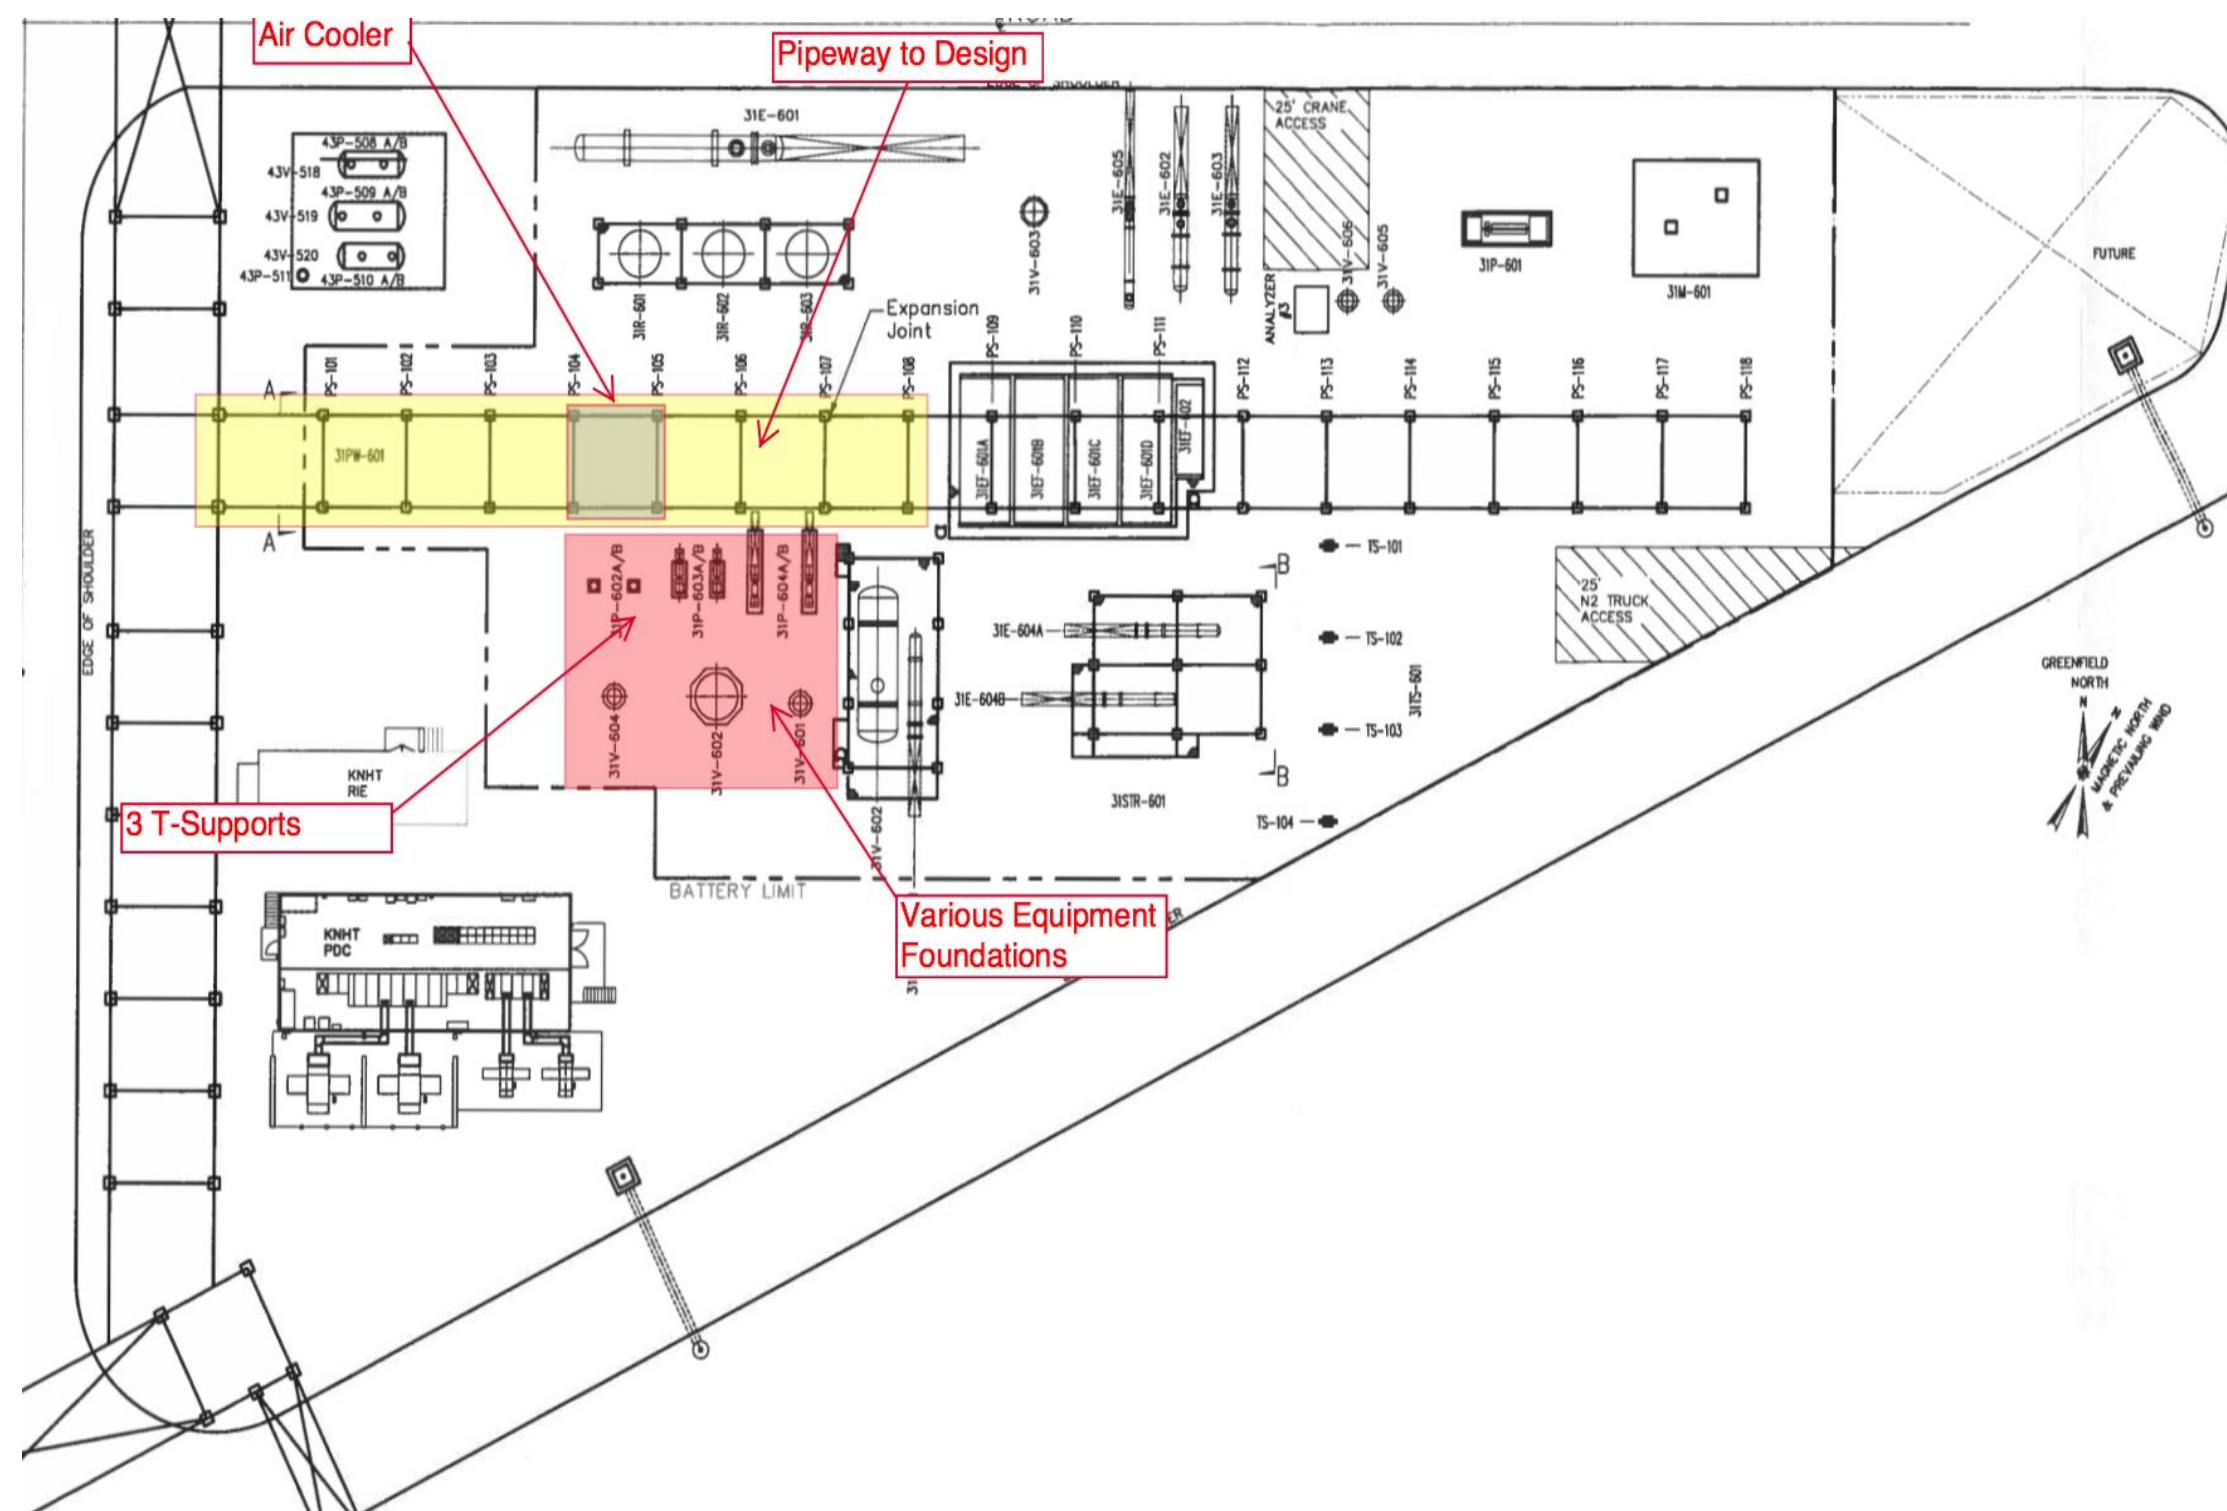 Air Cooler
Pipeway to Design
31E-601
25' CRANE
ACCESS
43P-508 A/B
43V-518
43P-509 A/B
43V-519
43V-520
43P-511
43P-510 A/B
31E-605
31E-602
31E-603
31V-603
31V-606
31V-605
31P-601
31M-601
FUTURE
ANALYZER
#3
31R-601
31R-602
31R-603
Expansion
Joint
PS-101
PS-102
PS-103
PS-104
PS-105
PS-106
PS-107
PS-108
PS-109
PS-110
PS-111
PS-112
PS-113
PS-114
PS-115
PS-116
PS-117
PS-118
A
31PW-601
31EF-601A
31EF-601B
31EF-601C
31EF-601D
31EF-602
A
EDGE OF SHOULDER
31P-602A/B
31P-603A/B
31P-604A/B
B
TS-101
25'
N2 TRUCK
ACCESS
31E-604A
TS-102
31E-604B
31TS-601
TS-103
31V-604
31V-602
31V-601
B
GREENFIELD
NORTH
N
MAGNETIC NORTH
& PREVAILING WIND
KNHT
RIE
31STR-601
3 T-Supports
TS-104
BATTERY LIMIT
Various Equipment
Foundations
KNHT
PDC